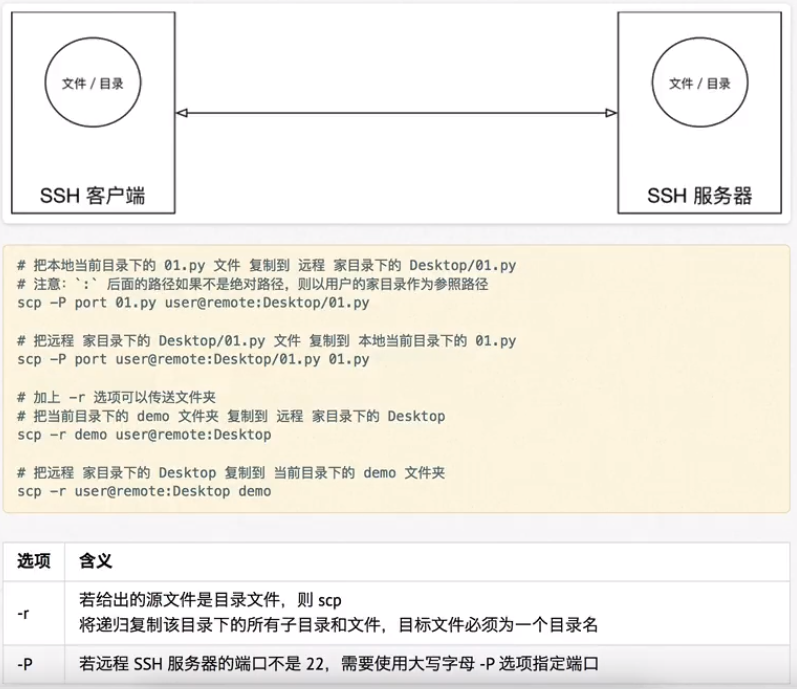 文件 / 目录
文件 / 目录
SSH 客户端
SSH 服务器
# 把本地当前目录下的 01.py 文件 复制到 远程 家目录下的 Desktop/01.py
# 注意：`:` 后面的路径如果不是绝对路径，则以用户的家目录作为参照路径
scp -P port 01.py user@remote:Desktop/01.py
# 把远程 家目录下的 Desktop/01.py 文件 复制到 本地当前目录下的 01.py
scp -P port user@remote:Desktop/01.py 01.py
# 加上 -r 选项可以传送文件夹
# 把当前目录下的 demo 文件夹 复制到 远程 家目录下的 Desktop
scp -r demo user@remote:Desktop
# 把远程 家目录下的 Desktop 复制到 当前目录下的 demo 文件夹
scp -r user@remote:Desktop demo
选项 含义
-r 若给出的源文件是目录文件，则 scp
将递归复制该目录下的所有子目录和文件，目标文件必须为一个目录名
-P 若远程 SSH 服务器的端口不是 22，需要使用大写字母 -P 选项指定端口